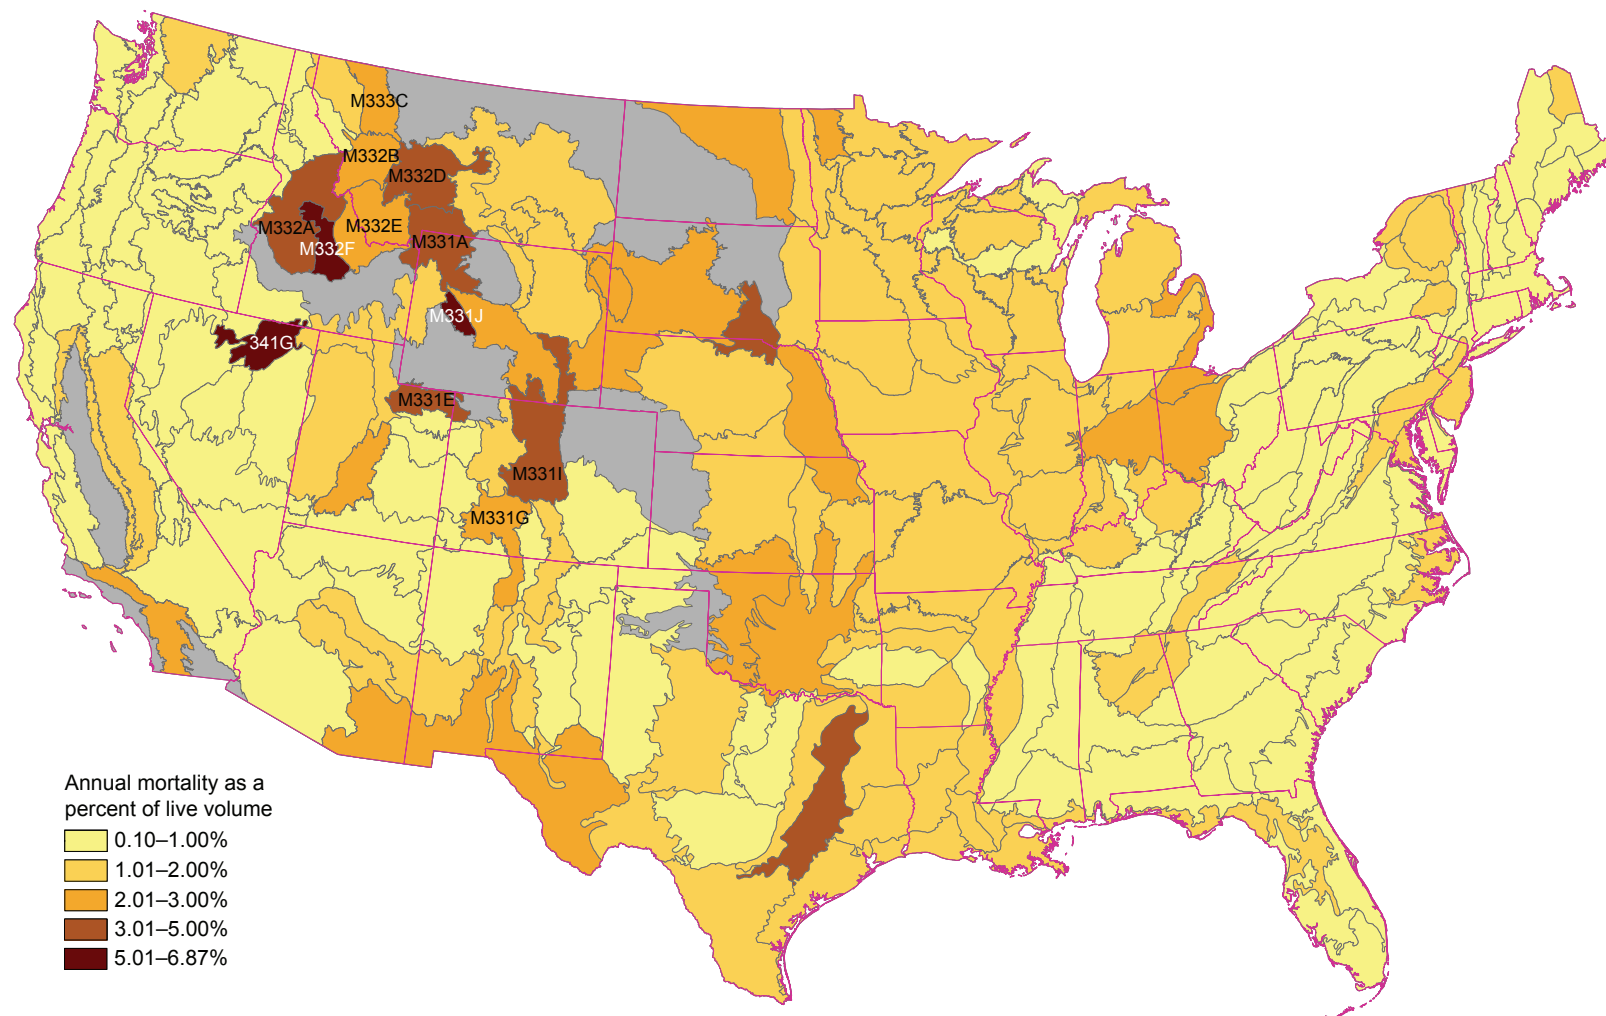 M333C
M332B
M332D
M332A
M332E
M332F
M331A
M331J
341G
M331E
M331I
M331G
Annual mortality as a
percent of live volume
0.10–1.00%
1.01–2.00%
2.01–3.00%
3.01–5.00%
5.01–6.87%